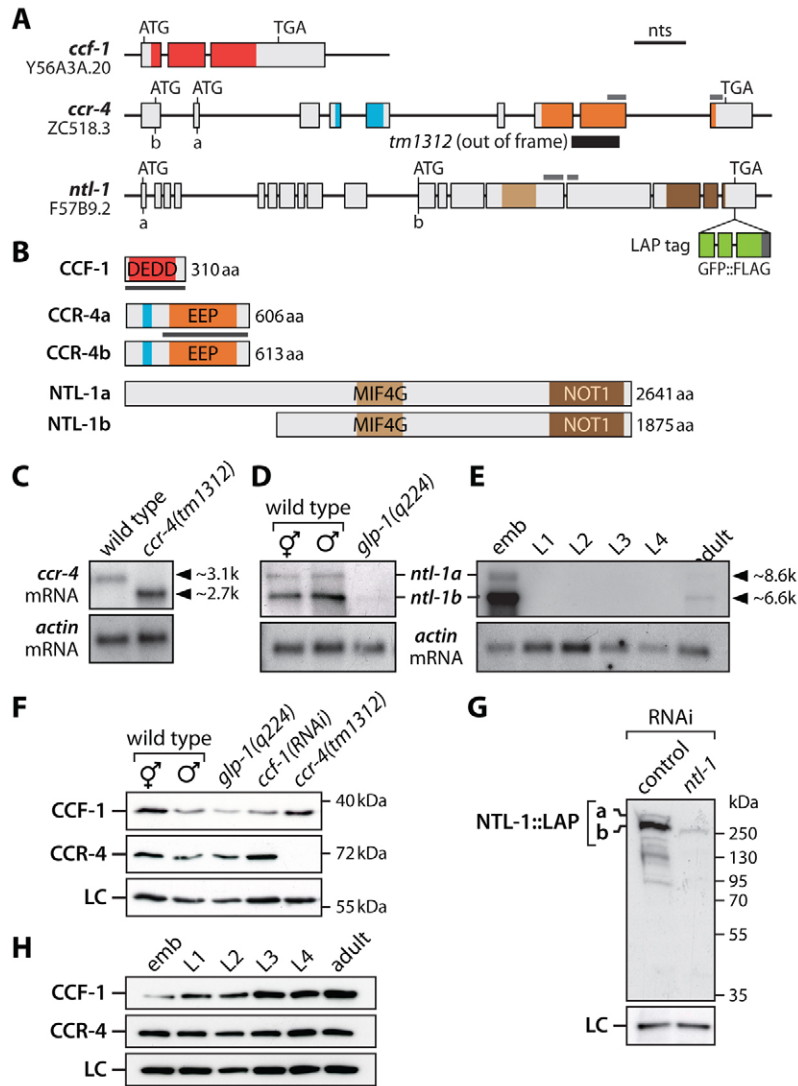 A
ATG TGA
ccf-1
Y56A3A.20
nts
ATG ATG TGA
ccr-4
ZC518.3
b a
tm1312 (out of frame)
ATG ATG TGA
ntl-1
F57B9.2
a b
LAP tag
GFP::FLAG
B
CCF-1 DEDD 310 aa
CCR-4a EEP 606 aa
CCR-4b EEP 613 aa
NTL-1a MIF4G NOT1 2641 aa
NTL-1b MIF4G NOT1 1875 aa
C
wild type ccr-4(tm1312)
ccr-4 mRNA
~3.1k
~2.7k
actin mRNA
D
wild type
⚥ ♂ glp-1(q224)
ntl-1a
ntl-1b
actin mRNA
E
emb L1 L2 L3 L4 adult
~8.6k
~6.6k
F
wild type
⚥ ♂ glp-1(q224) ccf-1(RNAi) ccr-4(tm1312)
CCF-1 40 kDa
CCR-4 72 kDa
LC 55 kDa
G
RNAi
control ntl-1
kDa
NTL-1::LAP
a
b
250
130
95
70
55
35
LC
H
emb L1 L2 L3 L4 adult
CCF-1
CCR-4
LC